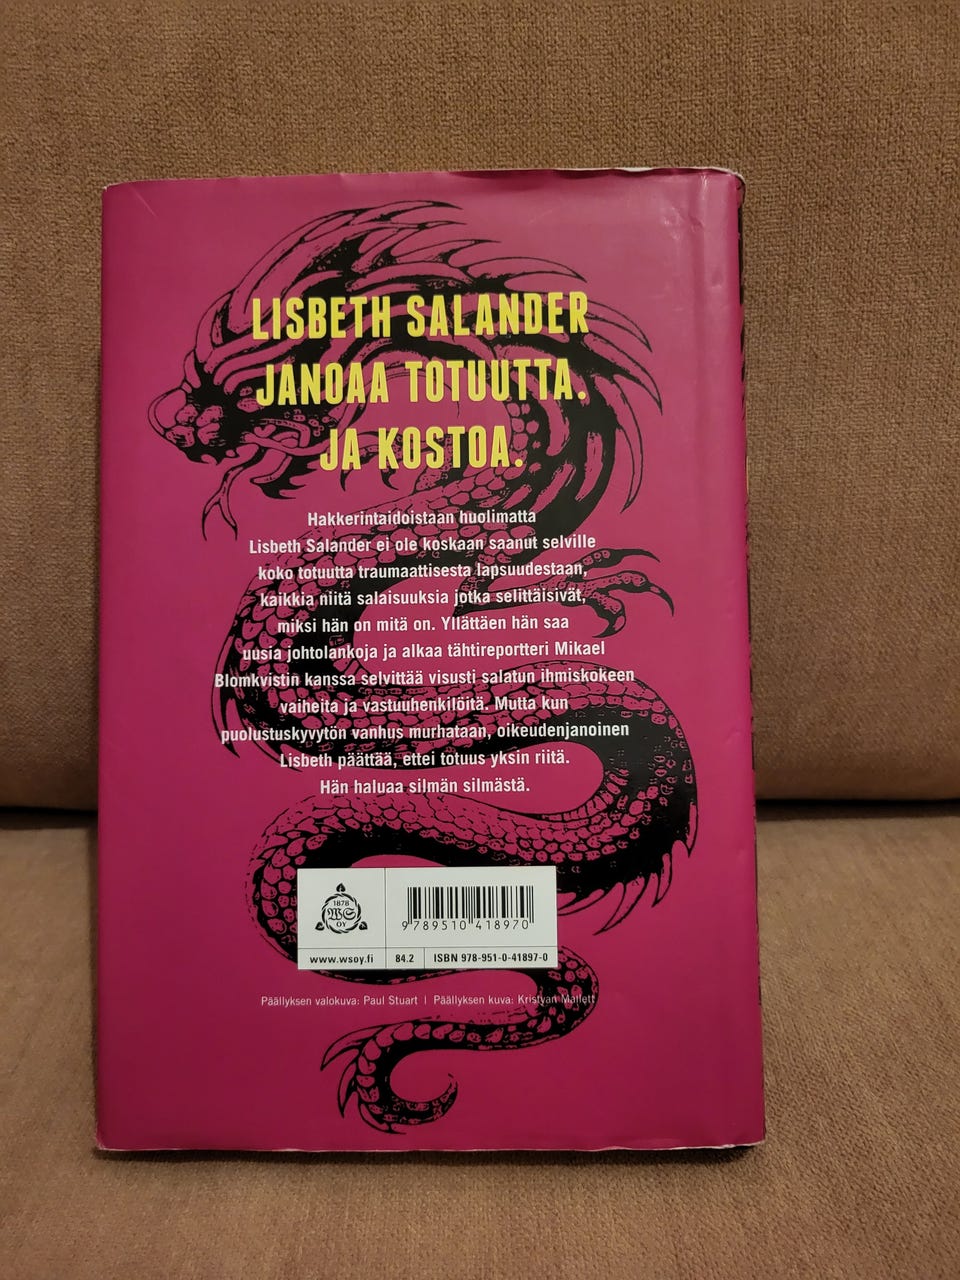 LISBETH SALANDER
JANOAA TOTUUTTA.
JA KOSTOA.
Hakkerintaidoistaan huolimatta
Lisbeth Salander ei ole koskaan saanut selville
koko totuutta traumaattisesta lapsuudestaan,
kaikkia niitä salaisuuksia jotka selittäisivät,
miksi hän on mitä on. Yllättäen hän saa
uusia johtolankoja ja alkaa tähtireportteri Mikael
Blomkvistin kanssa selvittää visusti salatun ihmiskokeen
vaiheita ja vastuuhenkilöitä. Mutta kun
puolustuskyvytön vanhus murhataan, oikeudenjanoinen
Lisbeth päättää, ettei totuus yksin riitä.
Hän haluaa silmän silmästä.
1878
WS
OY
9 789510 418970
www.wsoy.fi 84.2 ISBN 978-951-0-41897-0
Päällyksen valokuva: Paul Stuart | Päällyksen kuva: Kristyan Mallett